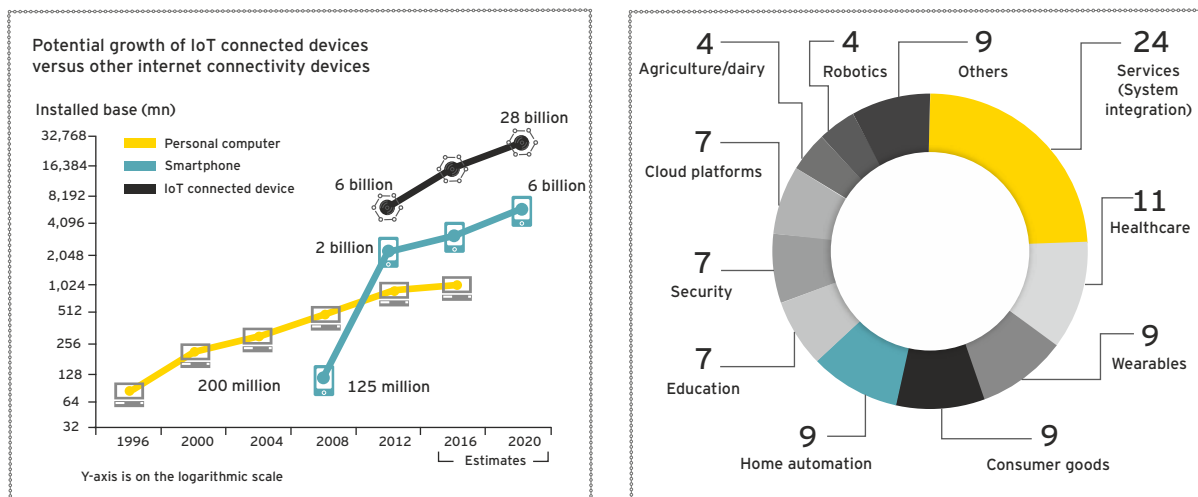 Potential growth of IoT connected devices
versus other internet connectivity devices
Installed base (mn)
32,768
16,384
8,192
4,096
2,048
1,024
512
256
128
64
32
Personal computer
Smartphone
IoT connected device
28 billion
6 billion
6 billion
2 billion
200 million
125 million
1996
2000
2004
2008
2012
2016
2020
Estimates
Y-axis is on the logarithmic scale
4
Agriculture/dairy
4
Robotics
9
Others
24
Services
(System
integration)
7
Cloud platforms
11
Healthcare
7
Security
9
Wearables
7
Education
9
Home automation
9
Consumer goods